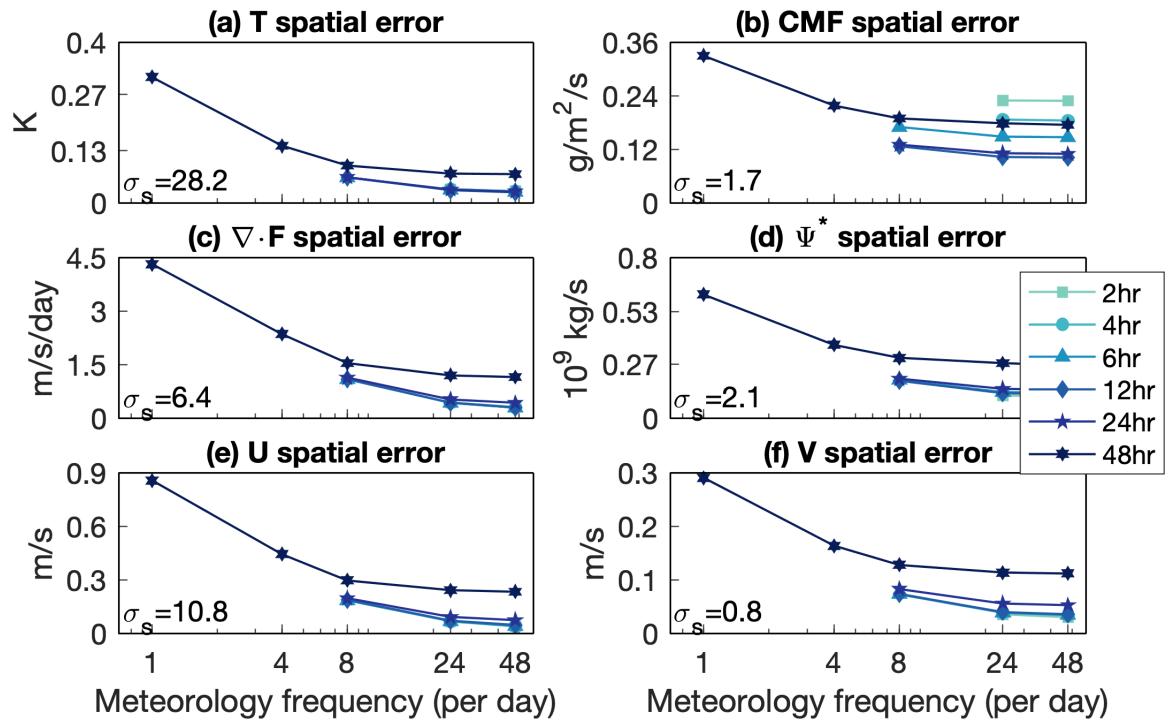 (a) T spatial error
0.4
0.27
0.13
0
K
σs=28.2
(b) CMF spatial error
0.36
0.24
0.12
0
g/m²/s
σs=1.7
(c) ∇·F spatial error
4.5
3
1.5
0
m/s/day
σs=6.4
(d) Ψ* spatial error
0.8
0.53
0.27
0
10⁹ kg/s
σs=2.1
2hr
4hr
6hr
12hr
24hr
48hr
(e) U spatial error
0.9
0.6
0.3
0
m/s
σs=10.8
1 4 8 24 48
Meteorology frequency (per day)
(f) V spatial error
0.3
0.2
0.1
0
m/s
σs=0.8
1 4 8 24 48
Meteorology frequency (per day)